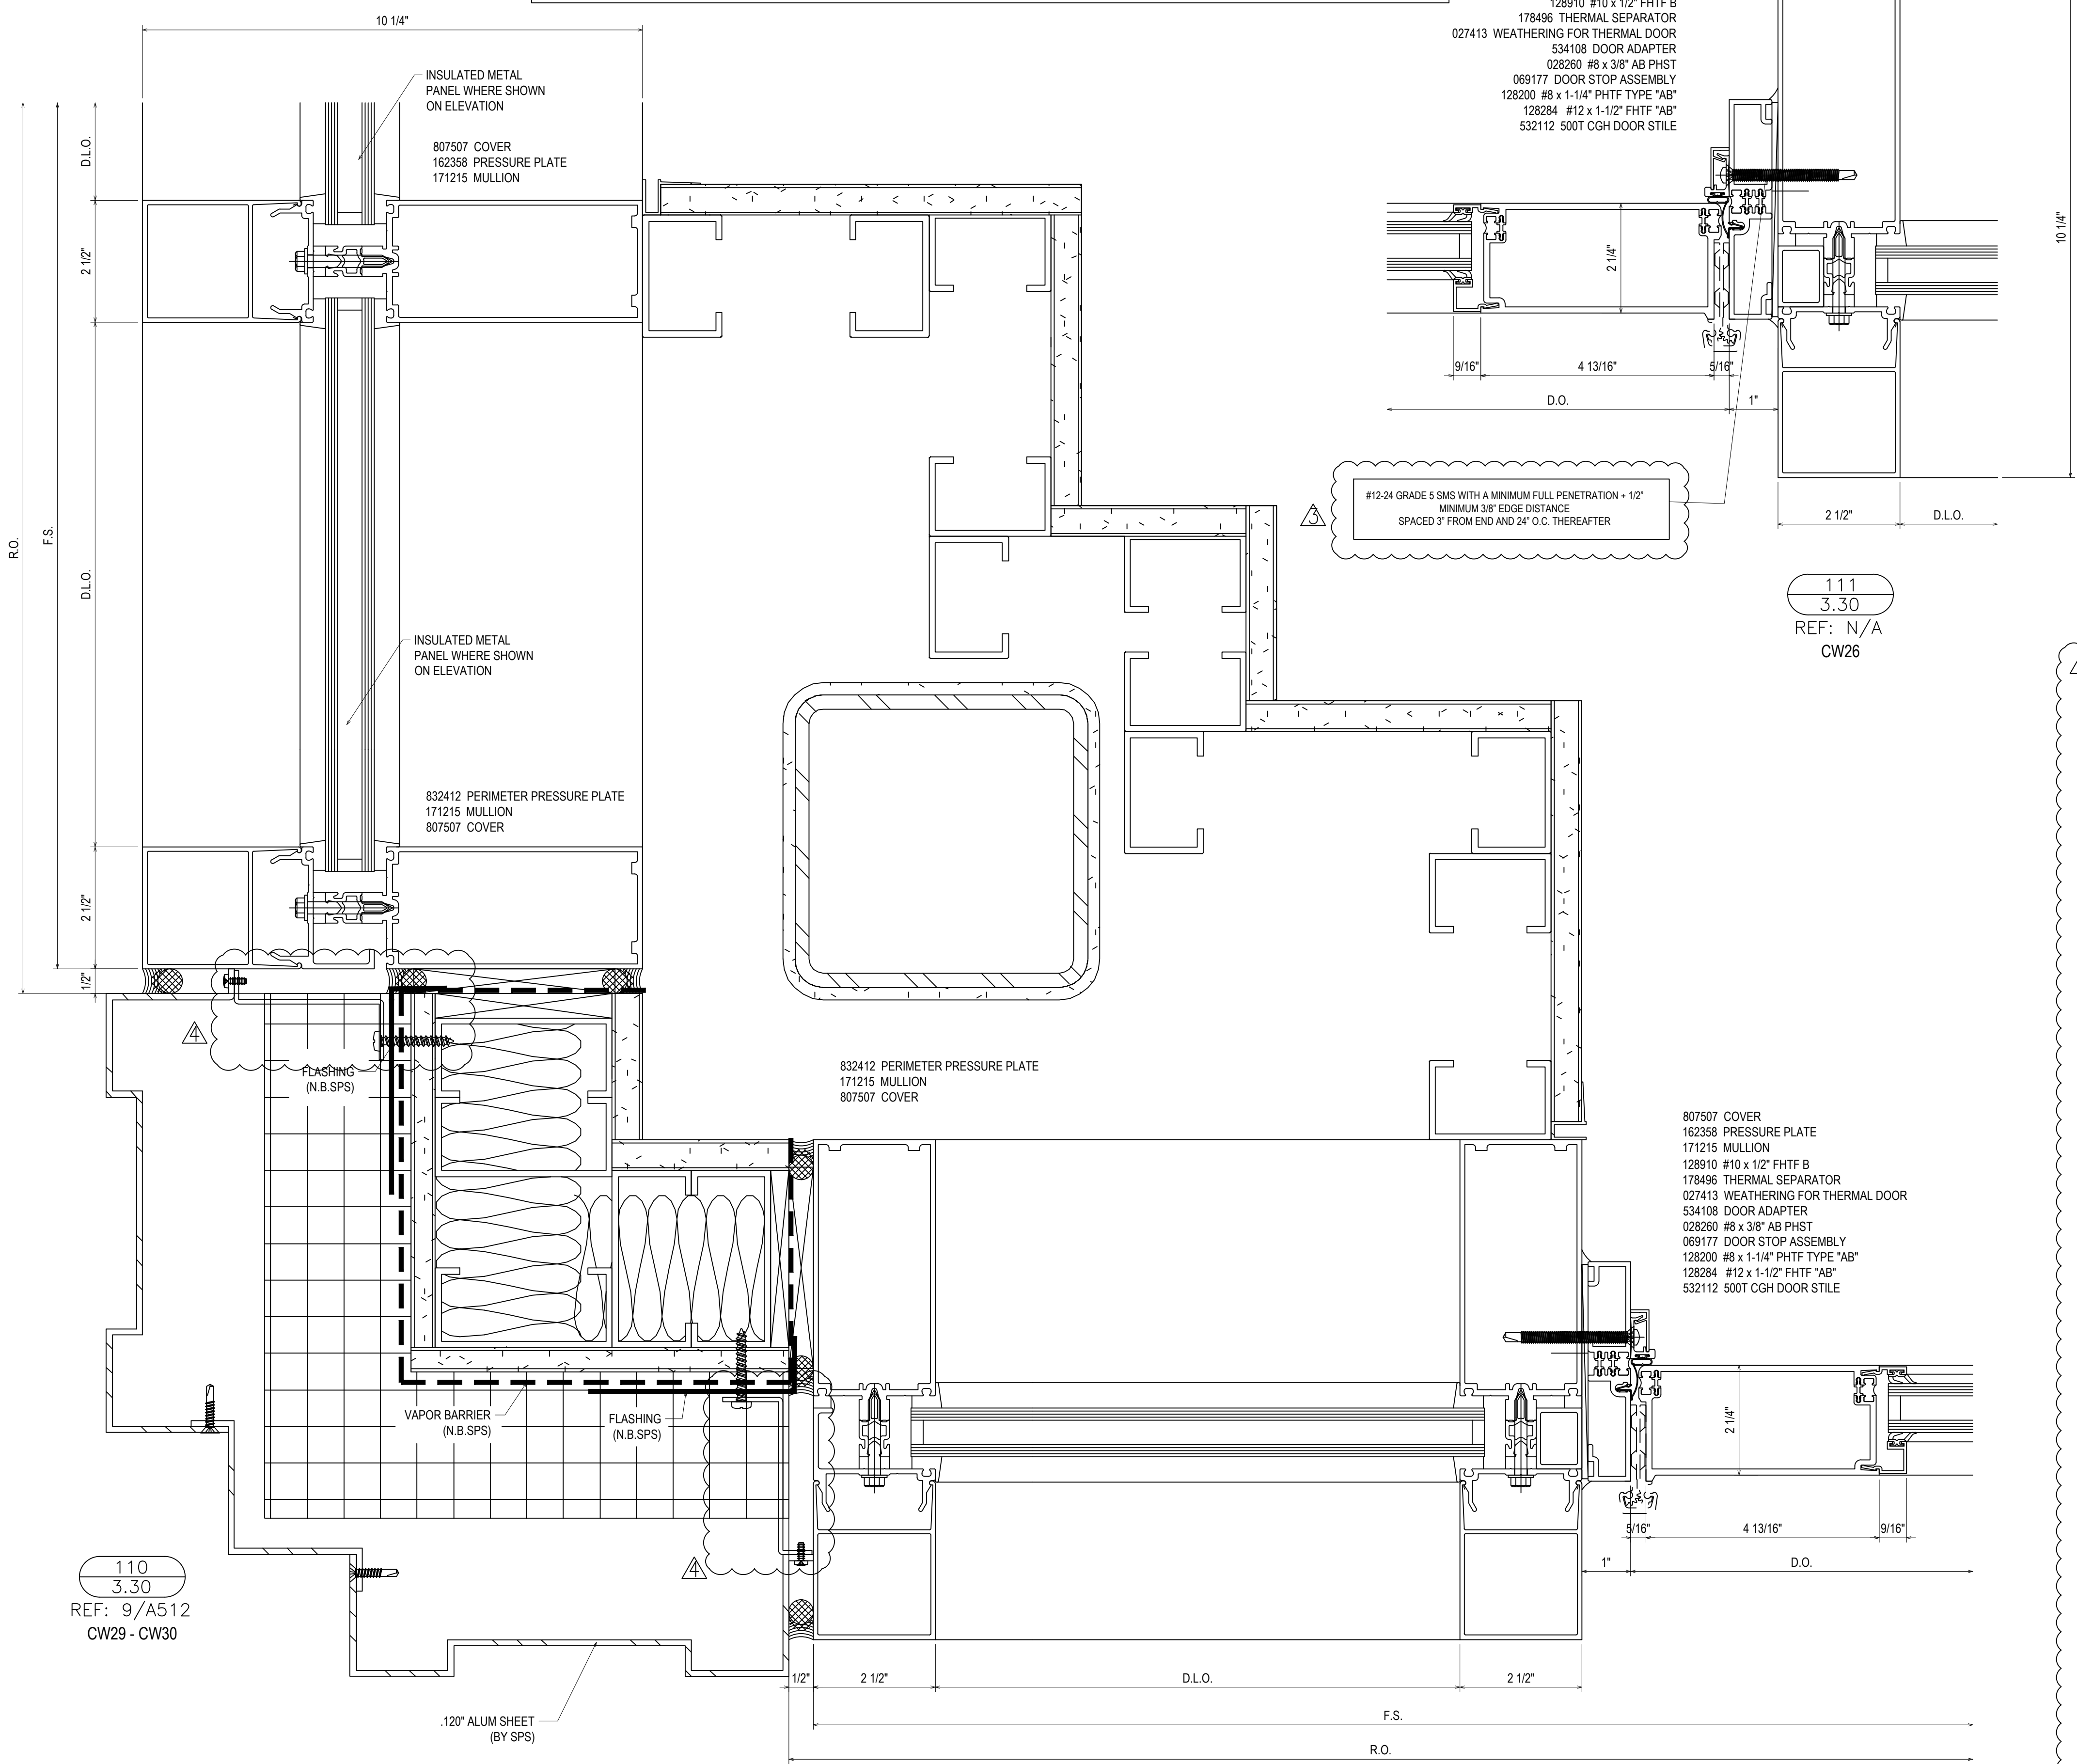 10 1/4"
128910 #10 x 1/2" FHTF B
178496 THERMAL SEPARATOR
027413 WEATHERING FOR THERMAL DOOR
534108 DOOR ADAPTER
028260 #8 x 3/8" AB PHST
069177 DOOR STOP ASSEMBLY
128200 #8 x 1-1/4" PHTF TYPE "AB"
128284 #12 x 1-1/2" FHTF "AB"
532112 500T CGH DOOR STILE
INSULATED METAL
PANEL WHERE SHOWN
ON ELEVATION
807507 COVER
162358 PRESSURE PLATE
171215 MULLION
D.L.O.
2 1/2"
R.O.
F.S.
D.L.O.
2 1/2"
1/2"
2 1/4"
10 1/4"
9/16"
4 13/16"
5/16"
D.O.
1"
#12-24 GRADE 5 SMS WITH A MINIMUM FULL PENETRATION + 1/2"
MINIMUM 3/8" EDGE DISTANCE
SPACED 3" FROM END AND 24" O.C. THEREAFTER
3
2 1/2"
D.L.O.
111
3.30
REF: N/A
CW26
INSULATED METAL
PANEL WHERE SHOWN
ON ELEVATION
832412 PERIMETER PRESSURE PLATE
171215 MULLION
807507 COVER
4
FLASHING
(N.B.SPS)
832412 PERIMETER PRESSURE PLATE
171215 MULLION
807507 COVER
807507 COVER
162358 PRESSURE PLATE
171215 MULLION
128910 #10 x 1/2" FHTF B
178496 THERMAL SEPARATOR
027413 WEATHERING FOR THERMAL DOOR
534108 DOOR ADAPTER
028260 #8 x 3/8" AB PHST
069177 DOOR STOP ASSEMBLY
128200 #8 x 1-1/4" PHTF TYPE "AB"
128284 #12 x 1-1/2" FHTF "AB"
532112 500T CGH DOOR STILE
VAPOR BARRIER
(N.B.SPS)
FLASHING
(N.B.SPS)
2 1/4"
5/16"
4 13/16"
9/16"
1"
D.O.
4
110
3.30
REF: 9/A512
CW29 - CW30
1/2"
2 1/2"
D.L.O.
2 1/2"
.120" ALUM SHEET
(BY SPS)
F.S.
R.O.